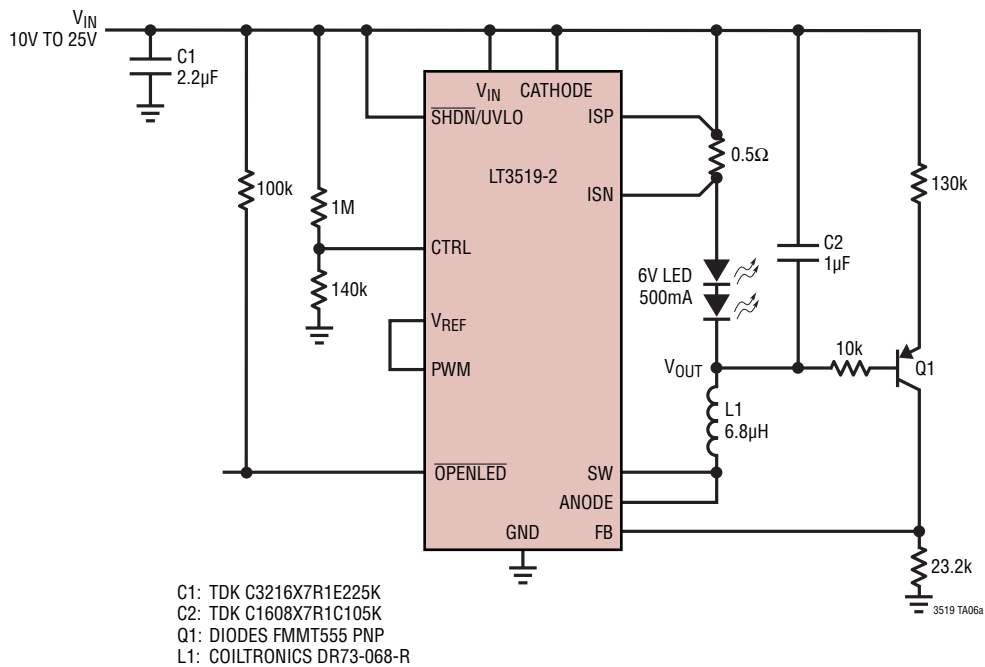 VIN
10V TO 25V
C1
2.2µF
VIN
CATHODE
SHDN/UVLO
ISP
0.5Ω
LT3519-2
100k
130k
1M
ISN
CTRL
C2
1µF
6V LED
500mA
140k
VREF
10k
PWM
VOUT
Q1
L1
6.8µH
OPENLED
SW
ANODE
GND
FB
23.2k
3519 TA06a
C1: TDK C3216X7R1E225K
C2: TDK C1608X7R1C105K
Q1: DIODES FMMT555 PNP
L1: COILTRONICS DR73-068-R